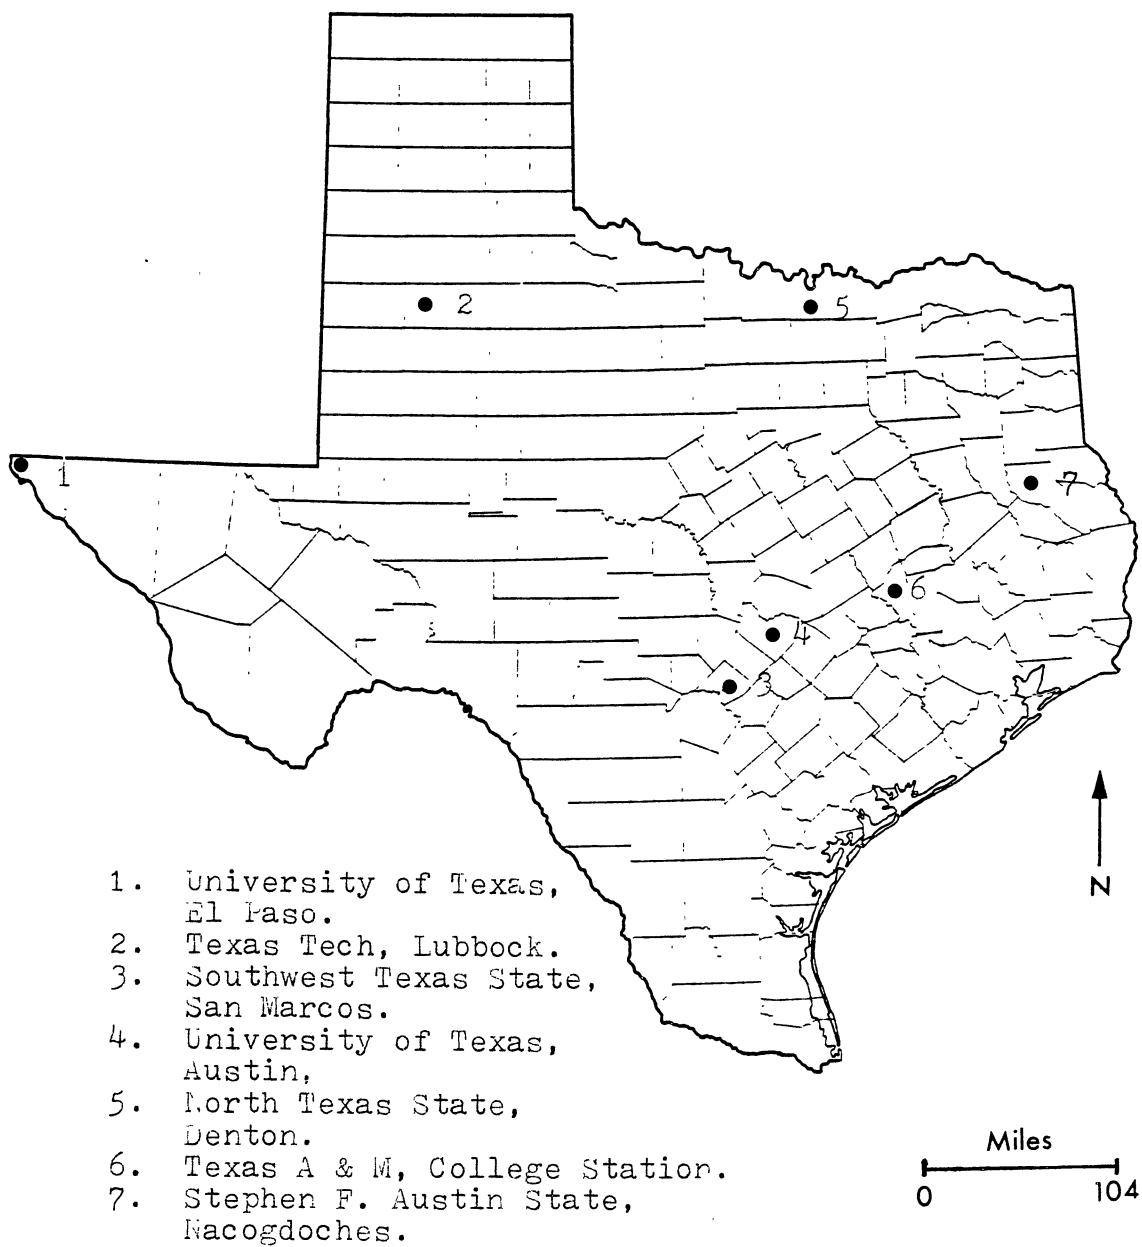 2
5
1
7
6
4
3
N
1. University of Texas,
El Paso.
2. Texas Tech, Lubbock.
3. Southwest Texas State,
San Marcos.
4. University of Texas,
Austin.
5. North Texas State,
Denton.
6. Texas A & M, College Station.
7. Stephen F. Austin State,
Nacogdoches.
Miles
0 104